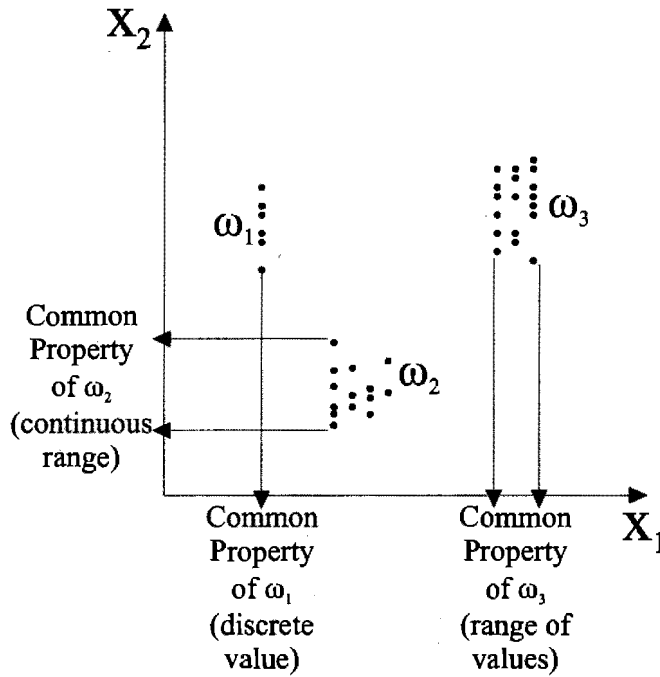 X₂
ω₁
ω₃
Common
Property
of ω₂
(continuous
range)
ω₂
X₁
Common
Property
of ω₁
(discrete
value)
Common
Property
of ω₃
(range of
values)